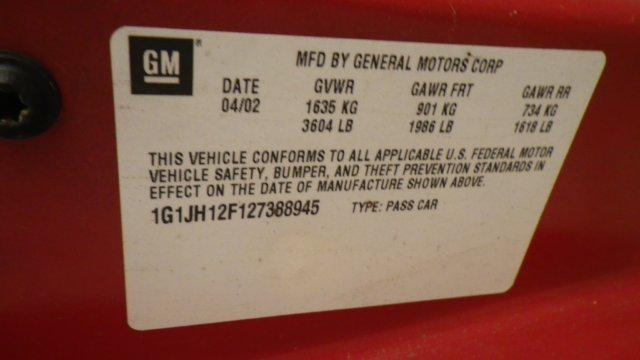 GM® MFD BY GENERAL MOTORS CORP
DATE GVWR GAWR FRT GAWR RR
04/02 1635 KG 901 KG 734 KG
3604 LB 1986 LB 1618 LB
THIS VEHICLE CONFORMS TO ALL APPLICABLE U.S. FEDERAL MOTOR
VEHICLE SAFETY, BUMPER, AND THEFT PREVENTION STANDARDS IN
EFFECT ON THE DATE OF MANUFACTURE SHOWN ABOVE.
1G1JH12F127388945 TYPE: PASS CAR